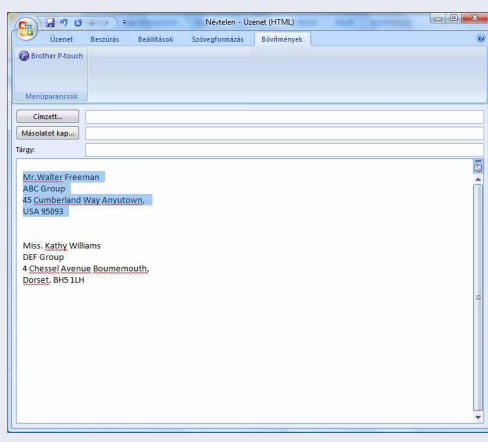 Névtelen - Üzenet (HTML)
Üzenet Beszúrás Beállítások Szövegformázás Bővítmények
Brother P-touch
Menüparancsok
Címzett...
Másolatot kap...
Tárgy:
Mr.Walter Freeman
ABC Group
45 Cumberland Way Anyutown,
USA 95093
Miss. Kathy Williams
DEF Group
4 Chessel Avenue Boumemouth,
Dorset. BH5 1LH